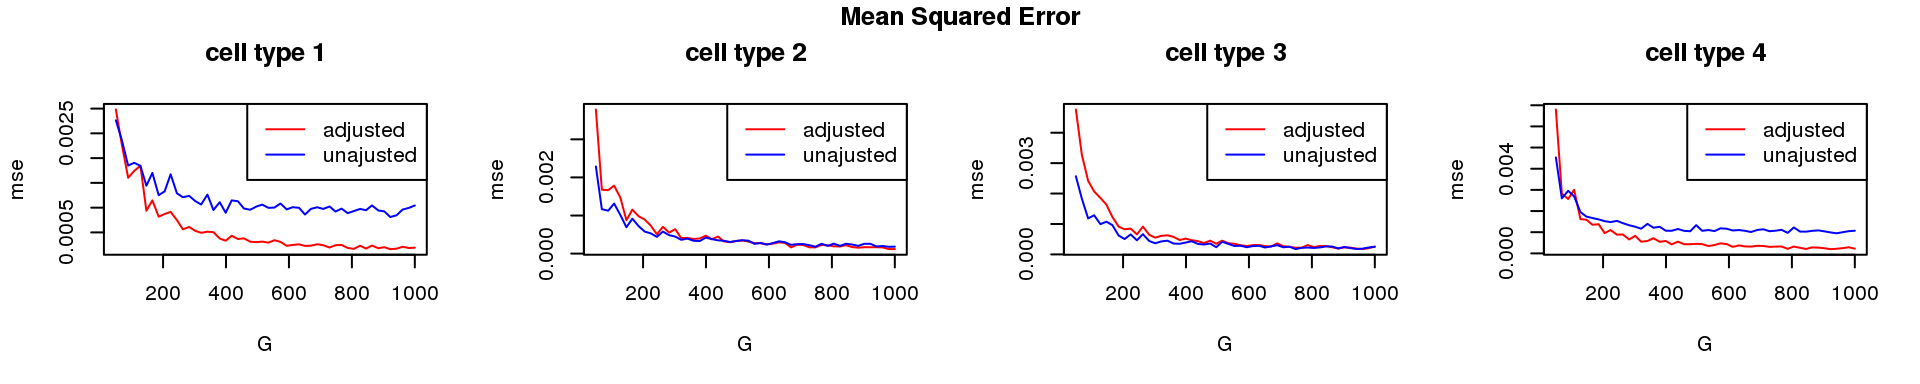 Mean Squared Error
cell type 1
mse
0.0005
0.0025
adjusted
unajusted
200 400 600 800 1000
G
cell type 2
mse
0.000
0.002
adjusted
unajusted
200 400 600 800 1000
G
cell type 3
mse
0.000
0.003
adjusted
unajusted
200 400 600 800 1000
G
cell type 4
mse
0.000
0.004
adjusted
unajusted
200 400 600 800 1000
G